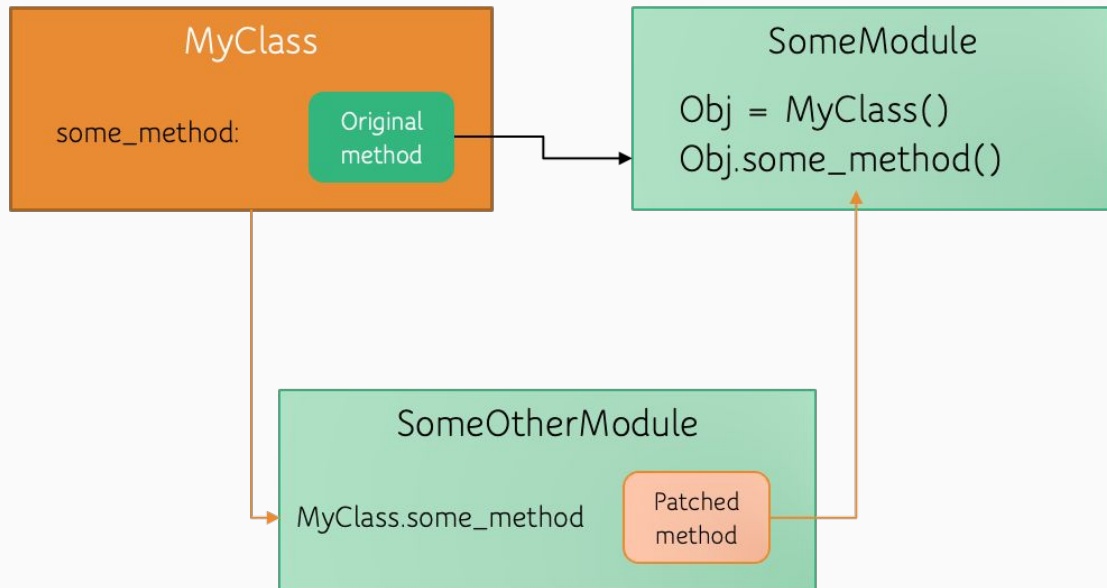 MyClass
some_method:
Original
method
SomeModule
Obj = MyClass()
Obj.some_method()
SomeOtherModule
MyClass.some_method
Patched
method